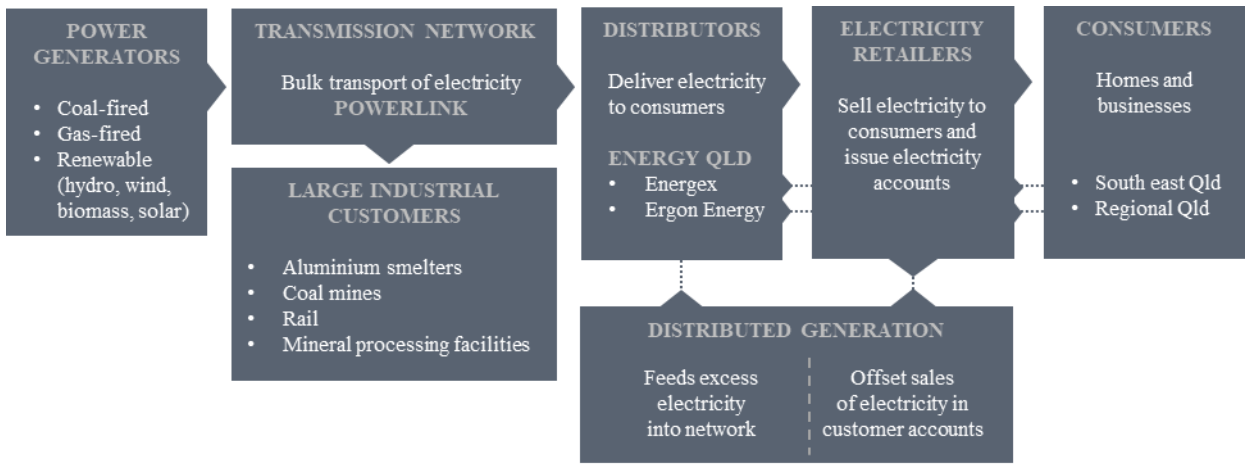 POWER
GENERATORS
• Coal-fired
• Gas-fired
• Renewable
(hydro, wind,
biomass, solar)
TRANSMISSION NETWORK
Bulk transport of electricity
POWERLINK
LARGE INDUSTRIAL
CUSTOMERS
• Aluminium smelters
• Coal mines
• Rail
• Mineral processing facilities
DISTRIBUTORS
Deliver electricity
to consumers
ENERGY QLD
• Energex
• Ergon Energy
ELECTRICITY
RETAILERS
Sell electricity to
consumers and
issue electricity
accounts
CONSUMERS
Homes and
businesses
• South east Qld
• Regional Qld
DISTRIBUTED GENERATION
Feeds excess
electricity
into network
Offset sales
of electricity in
customer accounts